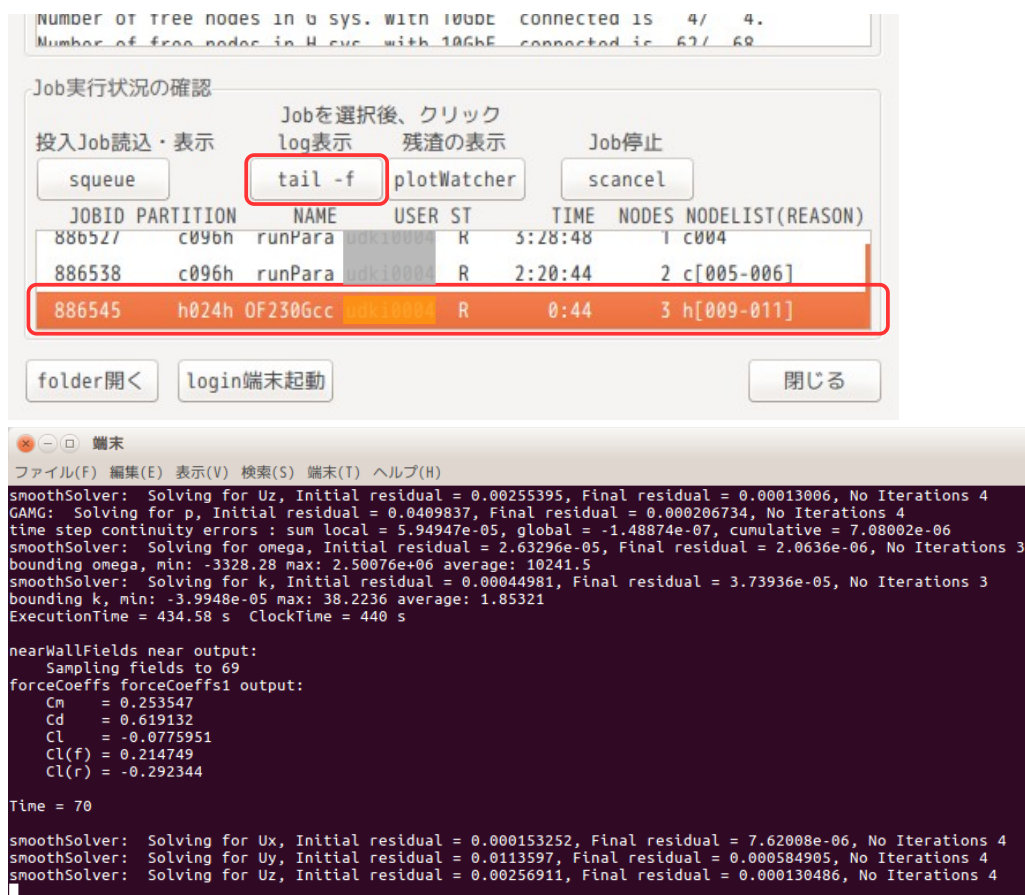 Number of free nodes in G sys. with 10GbE connected is 4/ 4.
Number of free nodes in H sys. with 10GbE connected is 62/ 68
Job実行状況の確認
Jobを選択後、クリック
投入Job読込・表示 log表示 残渣の表示 Job停止
squeue tail -f plotWatcher scancel
JOBID PARTITION NAME USER ST TIME NODES NODELIST(REASON)
886527 c096h runPara udki0004 R 3:28:48 1 c004
886538 c096h runPara udki0004 R 2:20:44 2 c[005-006]
886545 h024h OF230Gcc udki0004 R 0:44 3 h[009-011]
folder開く login端末起動 閉じる
端末
ファイル(F) 編集(E) 表示(V) 検索(S) 端末(T) ヘルプ(H)
smoothSolver: Solving for Uz, Initial residual = 0.00255395, Final residual = 0.00013006, No Iterations 4
GAMG: Solving for p, Initial residual = 0.0409837, Final residual = 0.000206734, No Iterations 4
time step continuity errors : sum local = 5.94947e-05, global = -1.48874e-07, cumulative = 7.08002e-06
smoothSolver: Solving for omega, Initial residual = 2.63296e-05, Final residual = 2.0636e-06, No Iterations 3
bounding omega, min: -3328.28 max: 2.50076e+06 average: 10241.5
smoothSolver: Solving for k, Initial residual = 0.00044981, Final residual = 3.73936e-05, No Iterations 3
bounding k, min: -3.9948e-05 max: 38.2236 average: 1.85321
ExecutionTime = 434.58 s ClockTime = 440 s
nearWallFields near output:
Sampling fields to 69
forceCoeffs forceCoeffs1 output:
Cm = 0.253547
Cd = 0.619132
Cl = -0.0775951
Cl(f) = 0.214749
Cl(r) = -0.292344
Time = 70
smoothSolver: Solving for Ux, Initial residual = 0.000153252, Final residual = 7.62008e-06, No Iterations 4
smoothSolver: Solving for Uy, Initial residual = 0.0113597, Final residual = 0.000584905, No Iterations 4
smoothSolver: Solving for Uz, Initial residual = 0.00256911, Final residual = 0.000130486, No Iterations 4